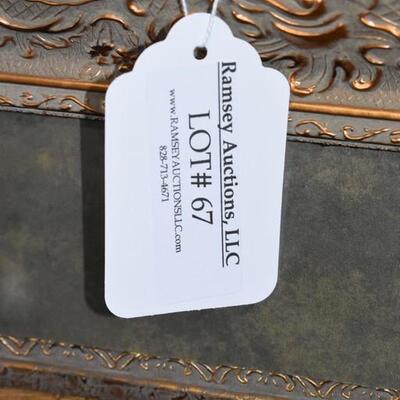 Ramsey Auctions, LLC
LOT# 67
www.RAMSEYAUCTIONSLLC.com
828-713-4671